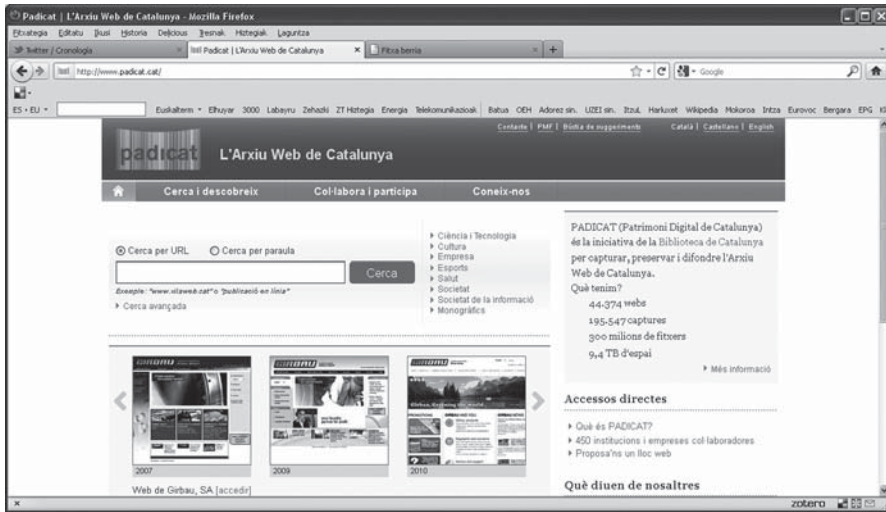 Padicat | L'Arxiu Web de Catalunya - Mozilla Firefox
Fitxategia Editatu Ikusi Historia Delicious Tresnak Hiztegiak Laguntza
Twitter / Cronologia
Padicat | L'Arxiu Web de Catalunya
Fitxa berria
http://www.padicat.cat/
Google
ES · EU Euskalterm Elhuyar 3000 Labayru Zehazki ZT Hiztegia Energia Telekomunikazioak Batua OEH Adorez sin. UZEI sin. ItzuL Harluxet Wikipedia Mokoroa Intza Eurovoc Bergara EPG
Contacte | PMF | Bústia de suggeriments Català | Castellano | English
padicat L'Arxiu Web de Catalunya
Cerca i descobreix Col·labora i participa Coneix-nos
Cerca per URL Cerca per paraula
Cerca
Exemple: "www.vilaweb.cat" o "publicació en línia"
Cerca avançada
Ciència i Tecnologia
Cultura
Empresa
Esports
Salut
Societat
Societat de la informació
Monogràfics
PADICAT (Patrimoni Digital de Catalunya)
és la iniciativa de la Biblioteca de Catalunya
per capturar, preservar i difondre l'Arxiu
Web de Catalunya.
Què tenim?
44.374 webs
195.547 captures
300 milions de fitxers
9,4 TB d'espai
Més informació
GIRBAU
GIRBAU
GIRBAU
2007
2009
2010
Web de Girbau, SA [accedir]
Accessos directes
Què és PADICAT?
450 institucions i empreses col·laboradores
Proposa'ns un lloc web
Què diuen de nosaltres
zotero